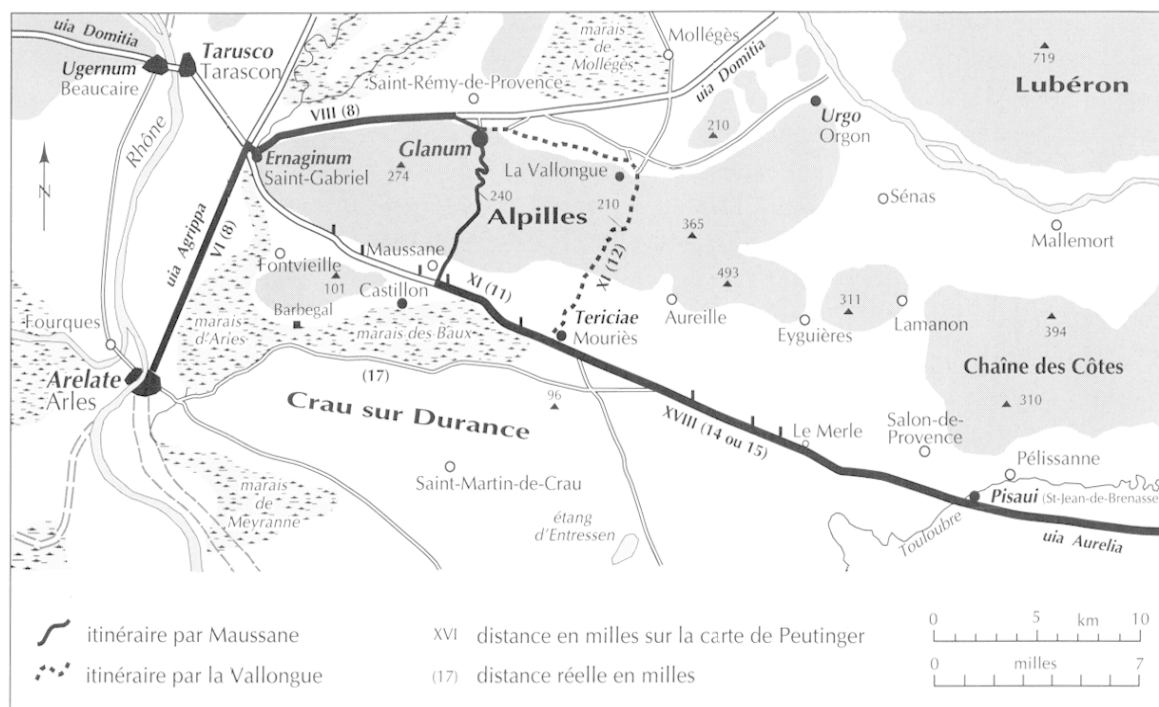 uia Domitia
Tarusco
Tarascon
Ugernum
Beaucaire
Rhône
marais
de
Mollégès
Mollégès
uia Domitia
719
Lubéron
Saint-Rémy-de-Provence
VIII (8)
210
Urgo
Orgon
N
Ernaginum
Saint-Gabriel
274
Glanum
La Vallongue
240
210
Alpilles
Sénas
Mallemort
uia Agrippa
VI (8)
365
XI (12)
Fontvieille
Maussane
101
Castillon
XI (11)
493
311
Aureille
Eyguières
Lamanon
394
Barbegal
marais
d'Arles
marais des Baux
Tericiae
Mouriès
Fourques
Chaîne des Côtes
Arelate
Arles
(17)
Crau sur Durance
96
310
XVIII (14 ou 15)
Le Merle
Salon-de-
Provence
Pélissanne
Saint-Martin-de-Crau
marais
de
Meyranne
étang
d'Entressen
Pisaui (St-Jean-de-Brenasse)
Touloubre
uia Aurelia
itinéraire par Maussane
XVI distance en milles sur la carte de Peutinger
0 5 km 10
itinéraire par la Vallongue
(17) distance réelle en milles
0 milles 7